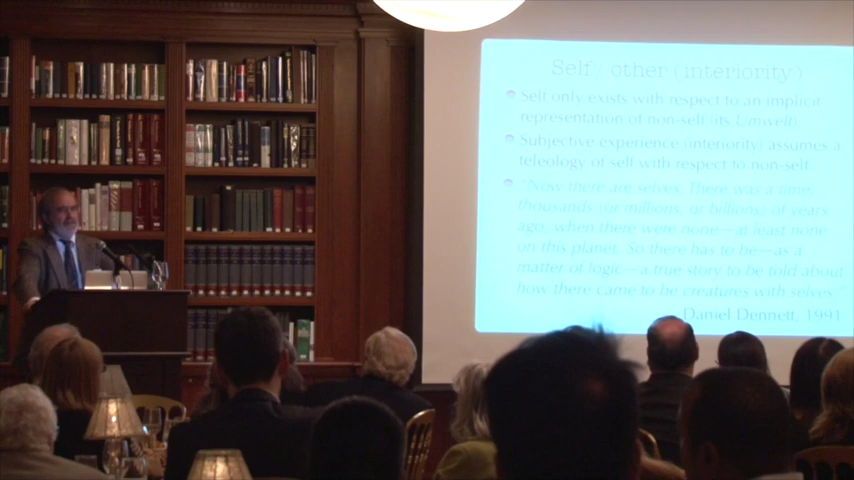 Self / other (interiority)
Self only exists with respect to an implicit
representation of non-self (its Umwelt).
Subjective experience (interiority) assumes a
teleology of self with respect to non-self.
"Now there are selves. There was a time,
thousands (or millions, or billions) of years
ago, when there were none—at least none
on this planet. So there has to be—as a
matter of logic—a true story to be told about
how there came to be creatures with selves."
Daniel Dennett, 1991